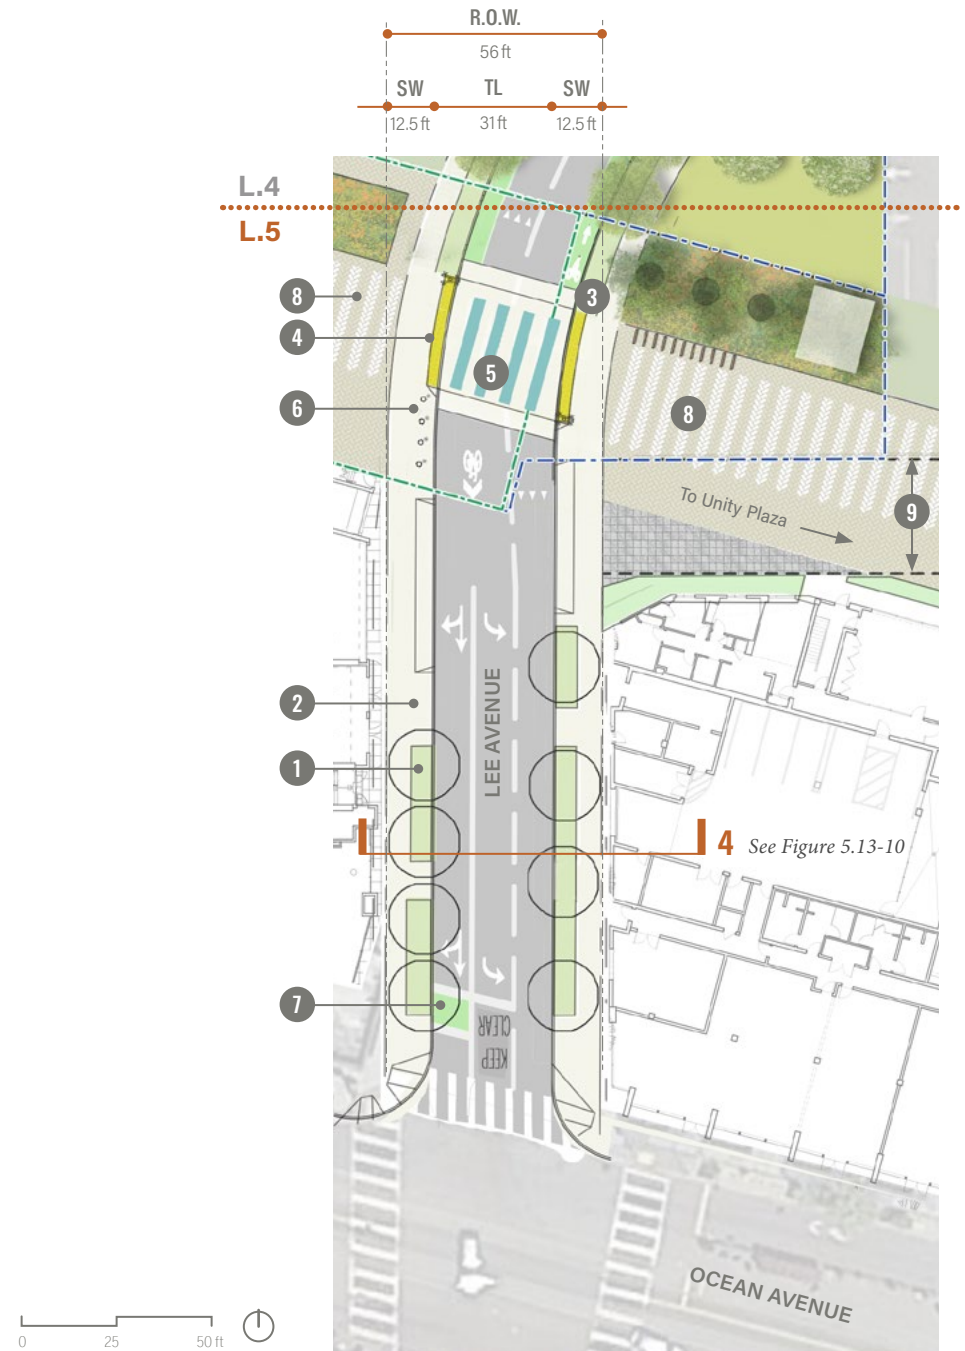 R.O.W.
56 ft
SW TL SW
12.5 ft 31 ft 12.5 ft
L.4
L.5
8
3
4
5
6
8
To Unity Plaza
9
2
LEE AVENUE
1
4 See Figure 5.13-10
7
CLEAR
KEEP
OCEAN AVENUE
0 25 50 ft